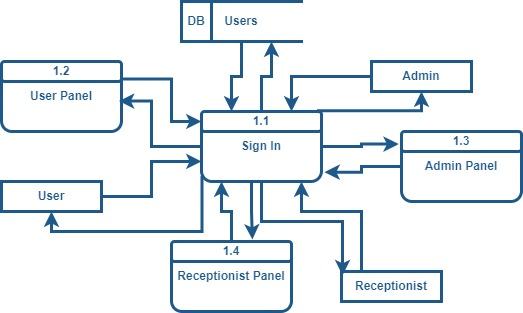 DB Users
1.2
User Panel
Admin
1.1
Sign In
1.3
Admin Panel
User
1.4
Receptionist Panel
Receptionist